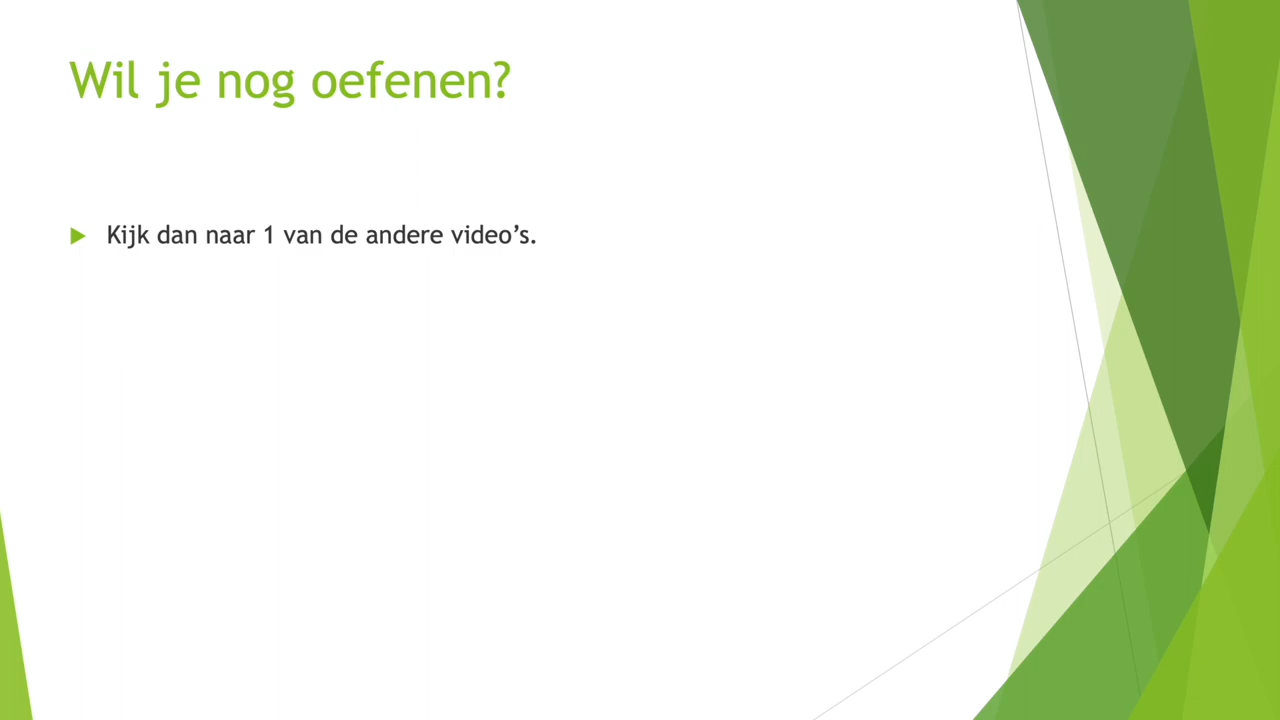 Wil je nog oefenen?
Kijk dan naar 1 van de andere video’s.